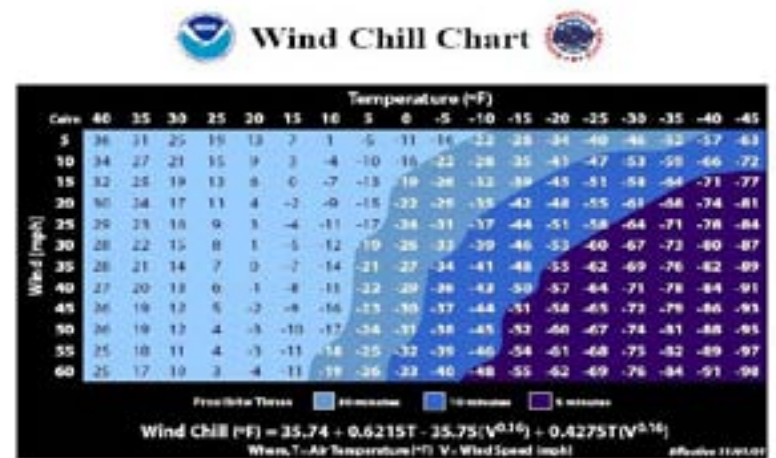 Wind Chill Chart
Temperature (°F)
Calm 40 35 30 25 20 15 10 5 0 -5 -10 -15 -20 -25 -30 -35 -40 -45
5 36 31 25 19 13 7 1 -5 -11 -16 -22 -28 -34 -40 -46 -52 -57 -63
10 34 27 21 15 9 3 -4 -10 -16 -22 -28 -35 -41 -47 -53 -59 -66 -72
15 32 25 19 13 6 0 -7 -13 -19 -26 -32 -39 -45 -51 -58 -64 -71 -77
20 30 24 17 11 4 -2 -9 -15 -22 -29 -35 -42 -48 -55 -61 -68 -74 -81
25 29 23 16 9 3 -4 -11 -17 -24 -31 -37 -44 -51 -58 -64 -71 -78 -84
30 28 22 15 8 1 -5 -12 -19 -26 -33 -39 -46 -53 -60 -67 -73 -80 -87
35 28 21 14 7 0 -7 -14 -21 -27 -34 -41 -48 -55 -62 -69 -76 -82 -89
40 27 20 13 6 -1 -8 -15 -22 -29 -36 -43 -50 -57 -64 -71 -78 -84 -91
45 26 19 12 5 -2 -9 -16 -23 -30 -37 -44 -51 -58 -65 -72 -79 -86 -93
50 26 19 12 4 -3 -10 -17 -24 -31 -38 -45 -52 -60 -67 -74 -81 -88 -95
55 25 18 11 4 -3 -11 -18 -25 -32 -39 -46 -54 -61 -68 -75 -82 -89 -97
60 25 17 10 3 -4 -11 -19 -26 -33 -40 -48 -55 -62 -69 -76 -84 -91 -98
Wind (mph)
Frostbite Times 30 minutes 10 minutes 5 minutes
Wind Chill (°F) = 35.74 + 0.6215T - 35.75(V0.16) + 0.4275T(V0.16)
Where, T= Air Temperature (°F) V= Wind Speed (mph)
Effective 11/01/01